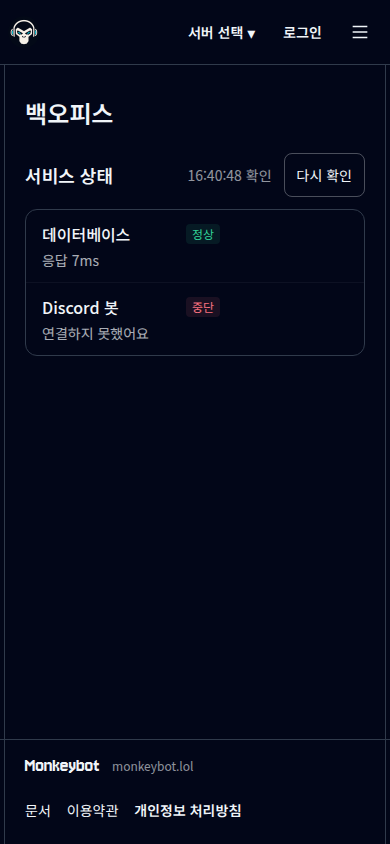 서버 선택 ▾ 로그인
백오피스
서비스 상태 16:40:48 확인 다시 확인
데이터베이스 정상
응답 7ms
Discord 봇 중단
연결하지 못했어요
Monkeybot monkeybot.lol
문서 이용약관 개인정보 처리방침